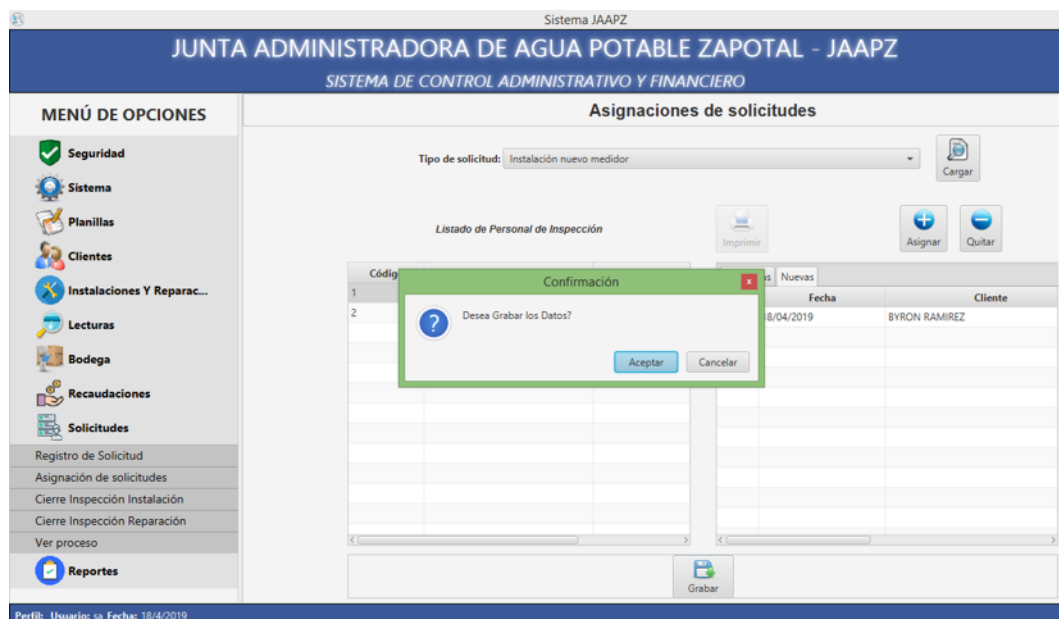 Sistema JAAPZ
JUNTA ADMINISTRADORA DE AGUA POTABLE ZAPOTAL - JAAPZ
SISTEMA DE CONTROL ADMINISTRATIVO Y FINANCIERO
MENÚ DE OPCIONES
Seguridad
Sistema
Planillas
Clientes
Instalaciones Y Reparac...
Lecturas
Bodega
Recaudaciones
Solicitudes
Registro de Solicitud
Asignación de solicitudes
Cierre Inspección Instalación
Cierre Inspección Reparación
Ver proceso
Reportes
Asignaciones de solicitudes
Tipo de solicitud: Instalación nuevo medidor
Cargar
Listado de Personal de Inspección
Imprimir
Asignar
Quitar
Códig
1
2
Nuevas
Fecha
Cliente
8/04/2019
BYRON RAMIREZ
Confirmación
x
?
Desea Grabar los Datos?
Aceptar
Cancelar
Grabar
Perfil: Usuario: sa Fecha: 18/4/2019